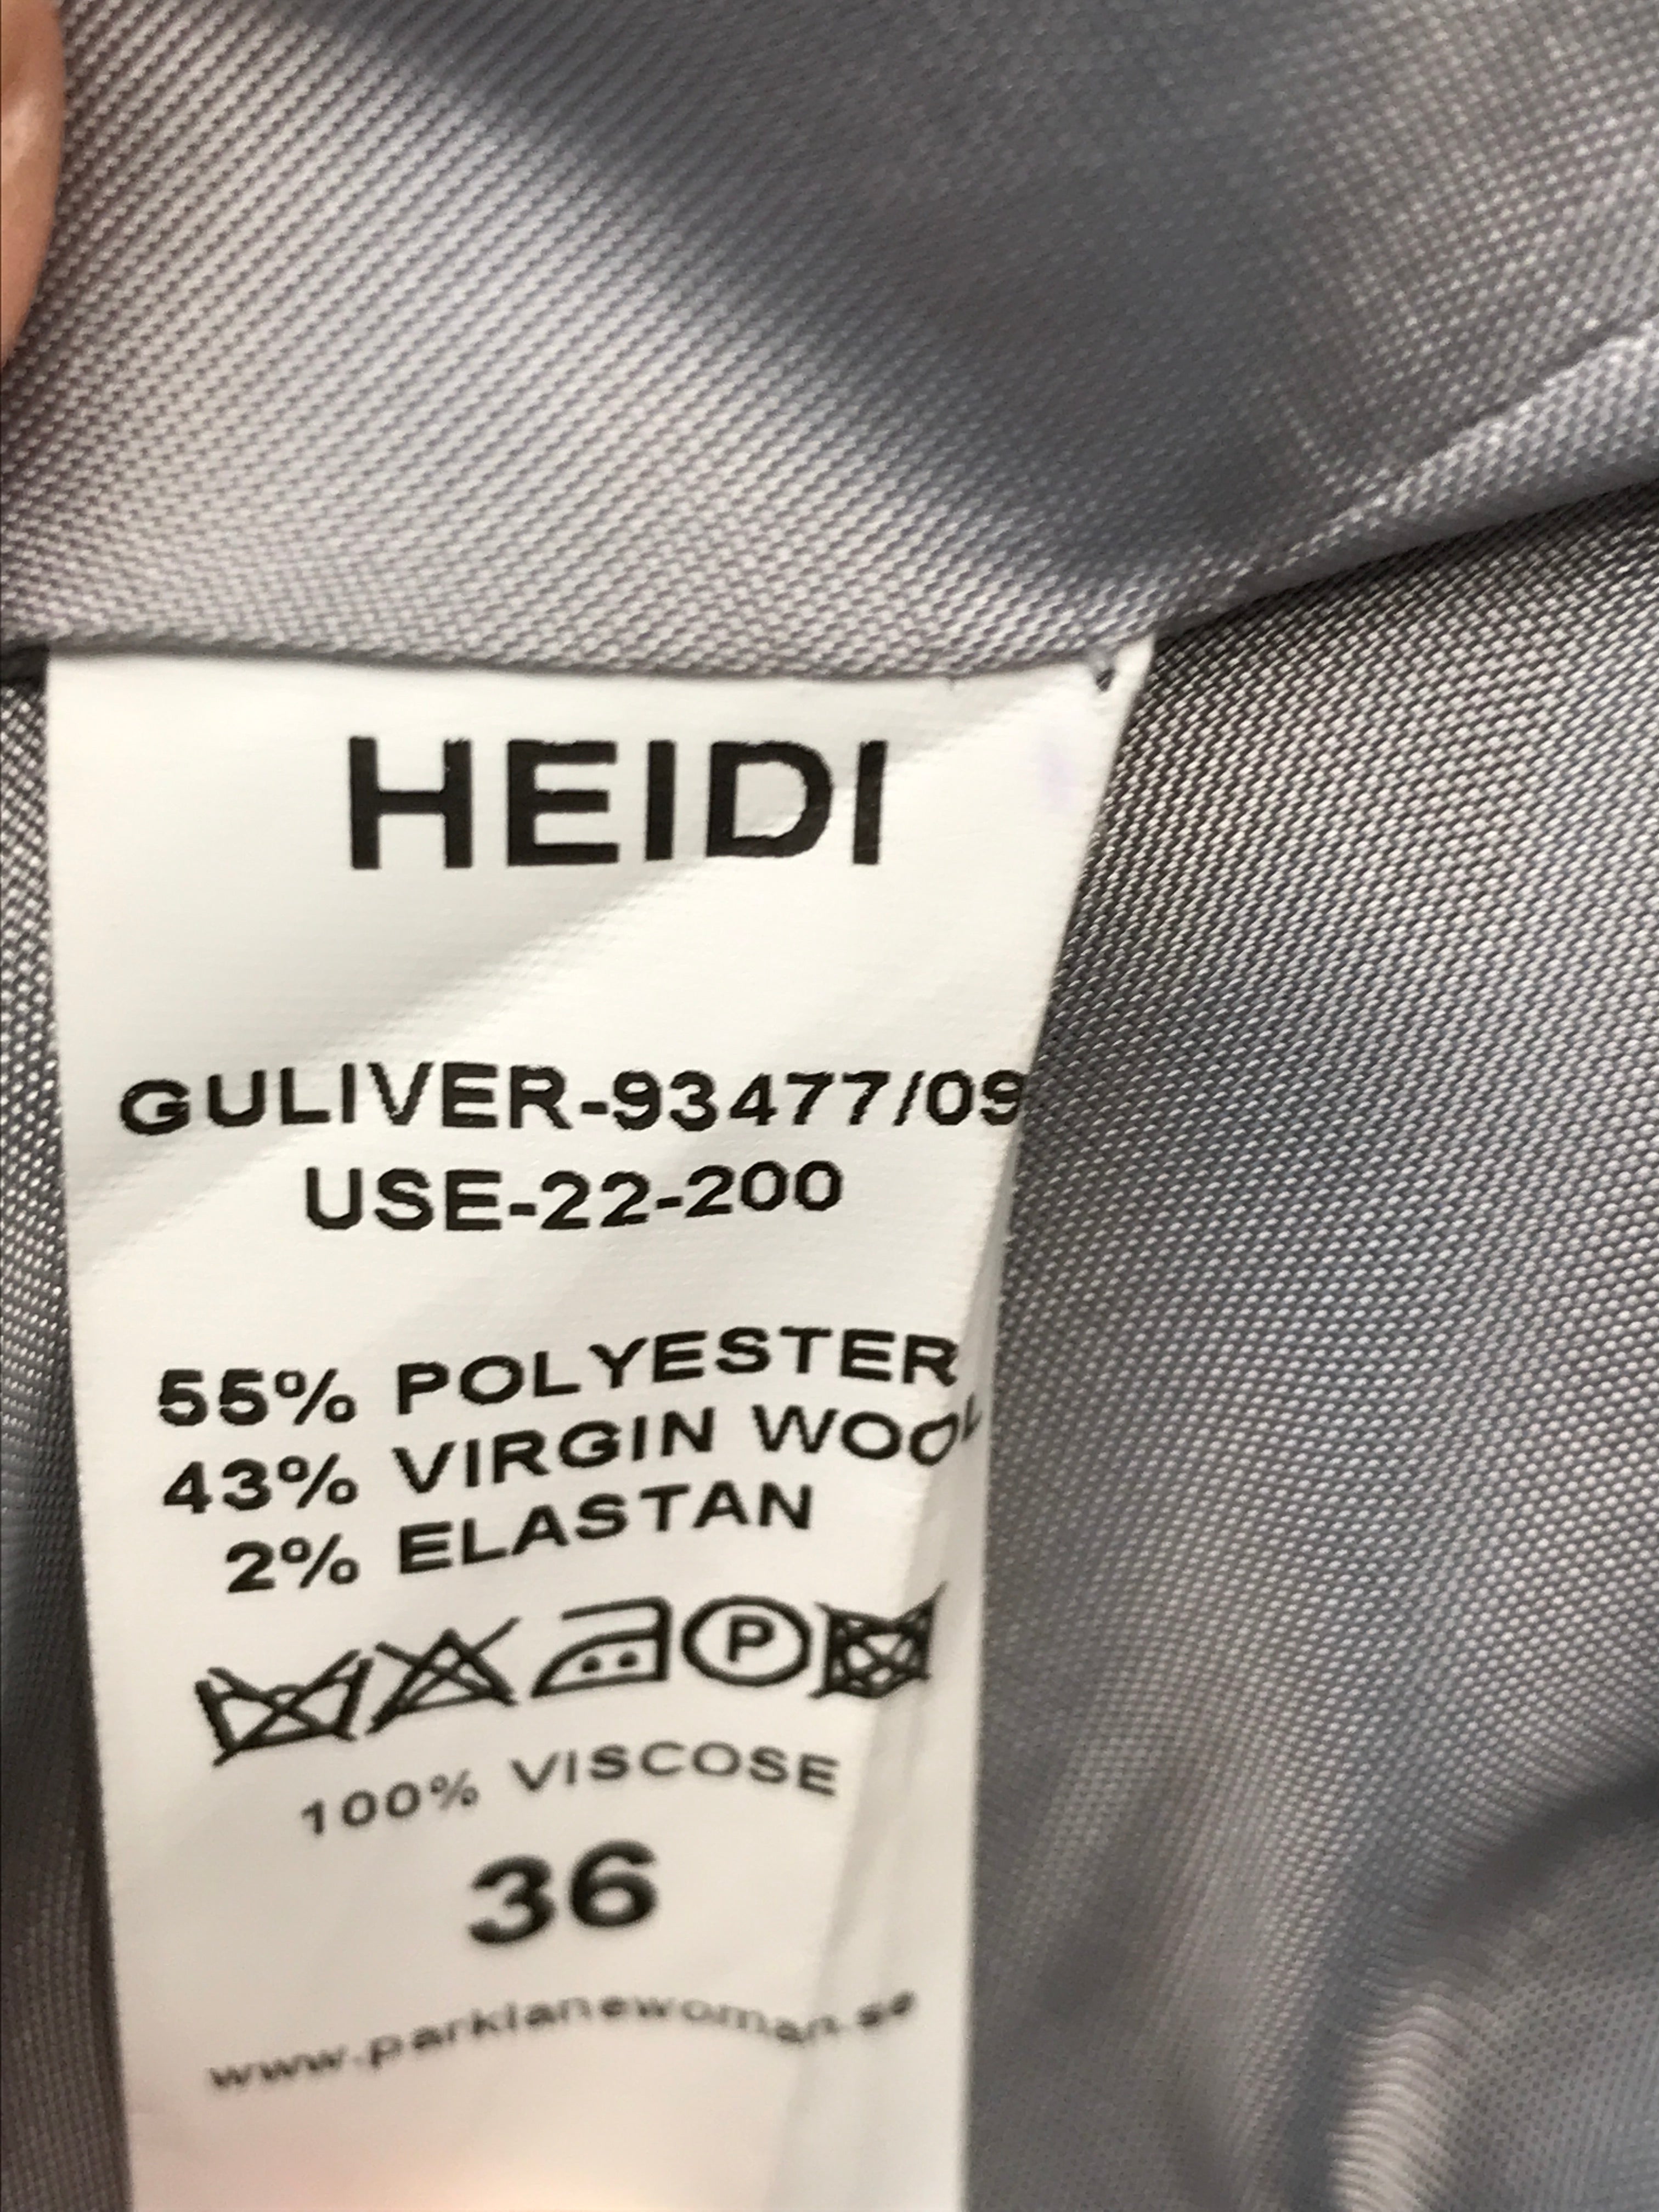 HEIDI
GULIVER-93477/09
USE-22-200
55% POLYESTER
43% VIRGIN WOOL
2% ELASTAN
P
100% VISCOSE
36
www.parklanewoman.se